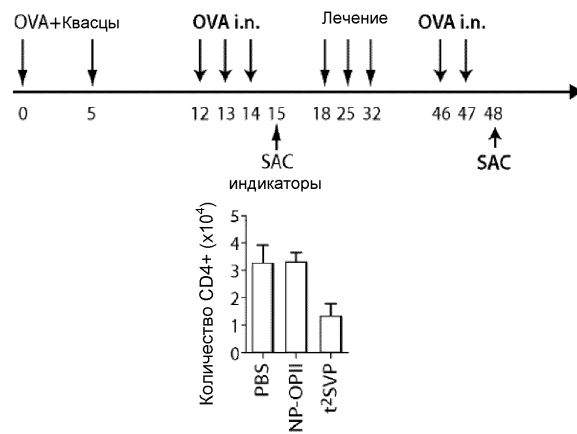 OVA+Квасцы OVA i.n. Лечение OVA i.n.
0 5 12 13 14 15 18 25 32 46 47 48
SAC SAC
индикаторы
Количество CD4+ (x10⁴)
5
4
3
2
1
0
PBS
NP-OPII
t²SVP